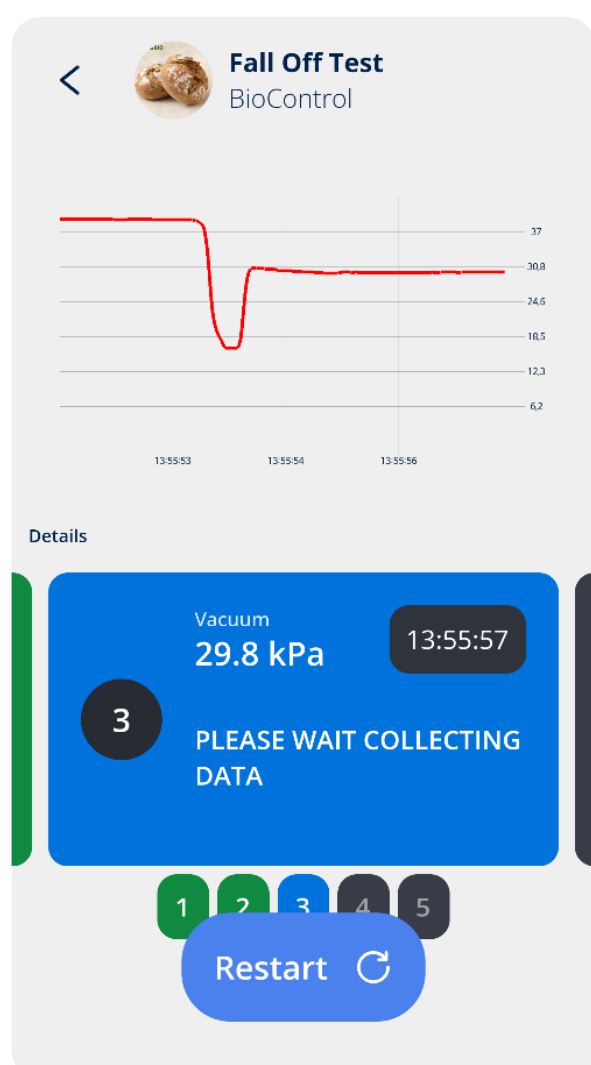 Fall Off Test
BioControl
37
30,8
24,6
18,5
12,3
6,2
13:55:53 13:55:54 13:55:56
Details
Vacuum
29.8 kPa
13:55:57
3
PLEASE WAIT COLLECTING
DATA
1 2 3 4 5
Restart